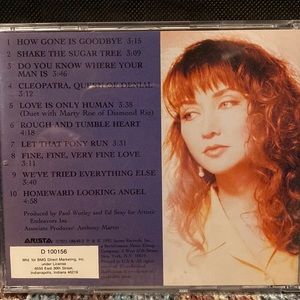 1 HOW GONE IS GOODBYE 3:15
2 SHAKE THE SUGAR TREE 3:09
3 DO YOU KNOW WHERE YOUR
MAN IS 3:46
4 CLEOPATRA, QUEEN OF DENIAL
3:12
5 LOVE IS ONLY HUMAN 3:38
(Duet with Marty Roe of Diamond Rio)
6 ROUGH AND TUMBLE HEART
4:18
7 LET THAT PONY RUN 3:31
8 FINE, FINE, VERY FINE LOVE
3:11
9 WE'VE TRIED EVERYTHING ELSE
3:40
10 HOMEWARD LOOKING ANGEL
4:58
Produced by Paul Worley and Ed Seay for Artistic
Endeavors Inc
Associate Producer: Anthony Martin
ARISTA
D 100156
Mfd. for BMG Direct Marketing, Inc.
under License
6550 East 30th Street,
Indianapolis, Indiana 46219